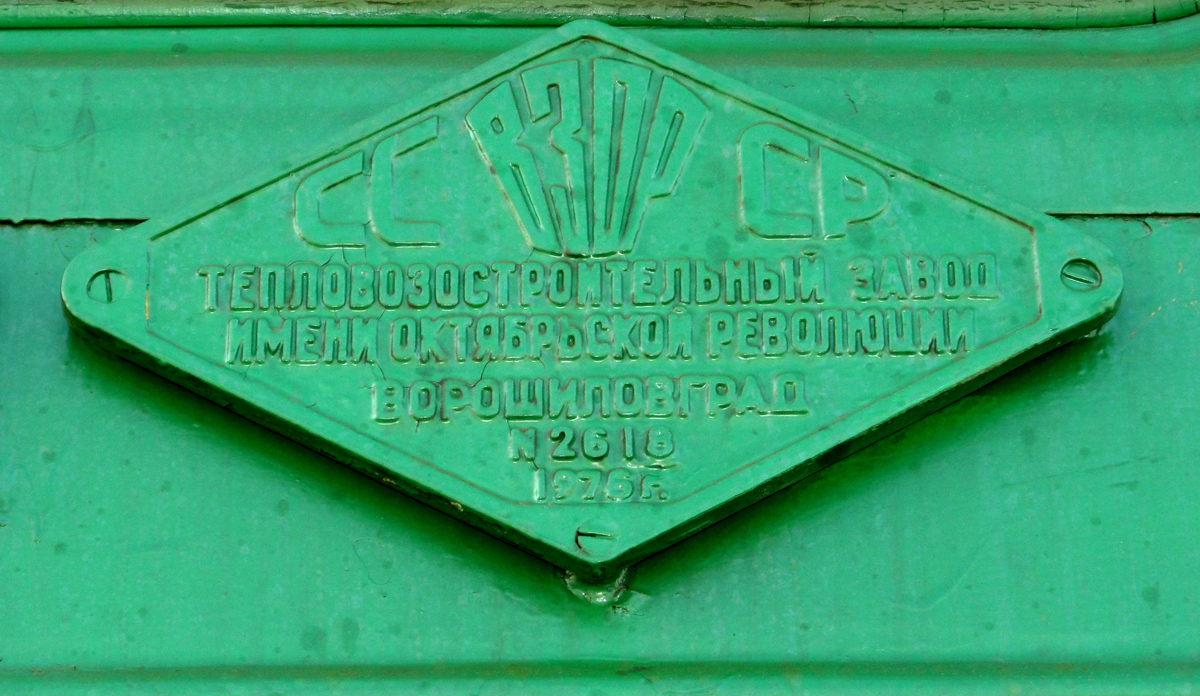 СС ВЗОР СР
ТЕПЛОВОЗОСТРОИТЕЛЬНЫЙ ЗАВОД
ИМЕНИ ОКТЯБРЬСКОЙ РЕВОЛЮЦИИ
ВОРОШИЛОВГРАД
N 2618
1976 г.